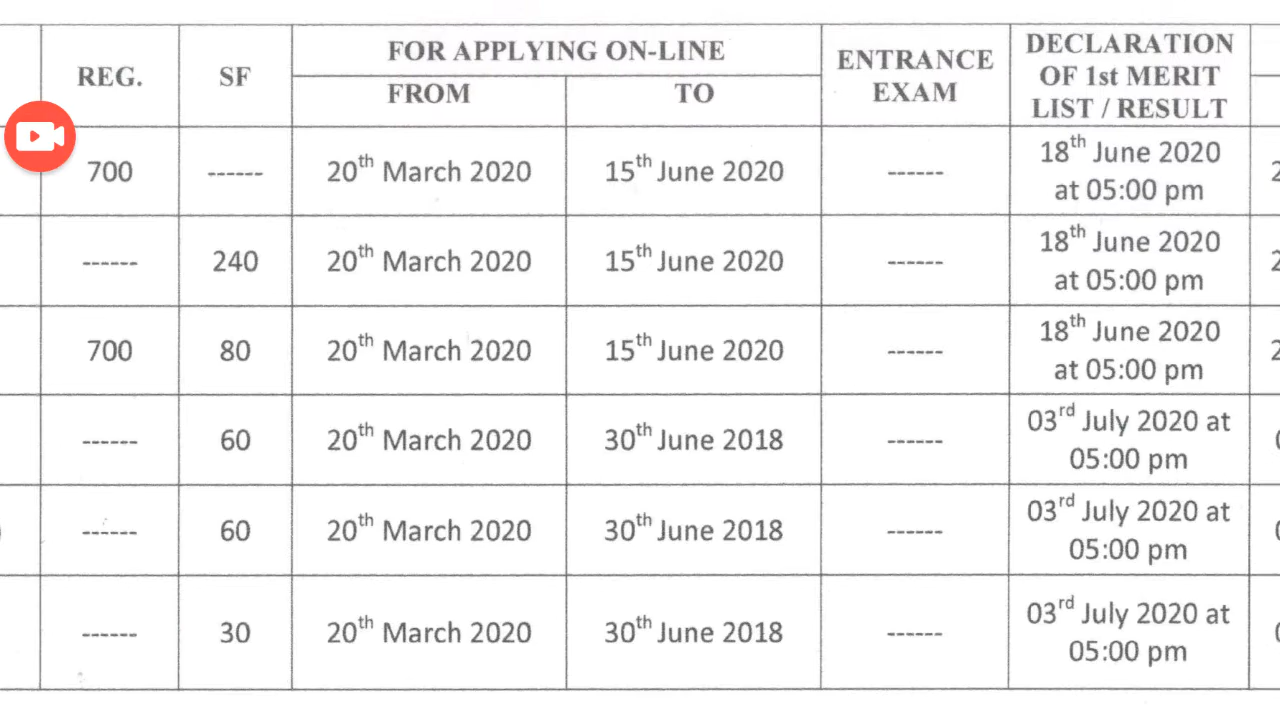 REG. SF FOR APPLYING ON-LINE ENTRANCE EXAM DECLARATION OF 1st MERIT LIST / RESULT
FROM TO
700 ------ 20th March 2020 15th June 2020 ------ 18th June 2020 at 05:00 pm
------ 240 20th March 2020 15th June 2020 ------ 18th June 2020 at 05:00 pm
700 80 20th March 2020 15th June 2020 ------ 18th June 2020 at 05:00 pm
------ 60 20th March 2020 30th June 2018 ------ 03rd July 2020 at 05:00 pm
------ 60 20th March 2020 30th June 2018 ------ 03rd July 2020 at 05:00 pm
------ 30 20th March 2020 30th June 2018 ------ 03rd July 2020 at 05:00 pm